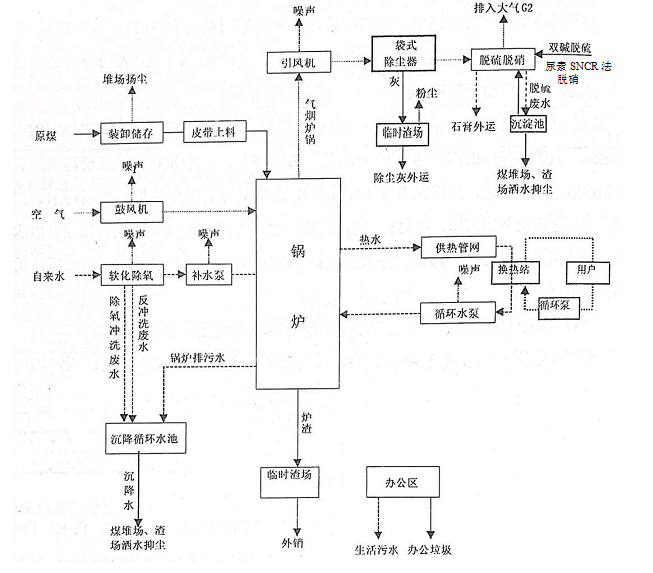 噪声
排入大气G2
引风机
袋式
除尘器
脱硫脱硝
双碱脱硫
尿素 SNCR 法
脱硝
堆场扬尘
灰
粉尘
脱硫
废水
原煤
装卸储存
皮带上料
气
烟
炉
锅
临时渣场
石膏外运
沉淀池
除尘灰外运
煤堆场、渣
场洒水抑尘
噪声
空 气
鼓风机
噪声
噪声
锅
炉
热水
供热管网
自来水
软化除氧
补水泵
噪声
换热站
用户
循环水泵
循环泵
除氧冲洗废水
反冲洗废水
锅炉排污水
沉降循环水池
炉渣
沉降水
临时渣场
办公区
煤堆场、渣
场洒水抑尘
外销
生活污水
办公垃圾